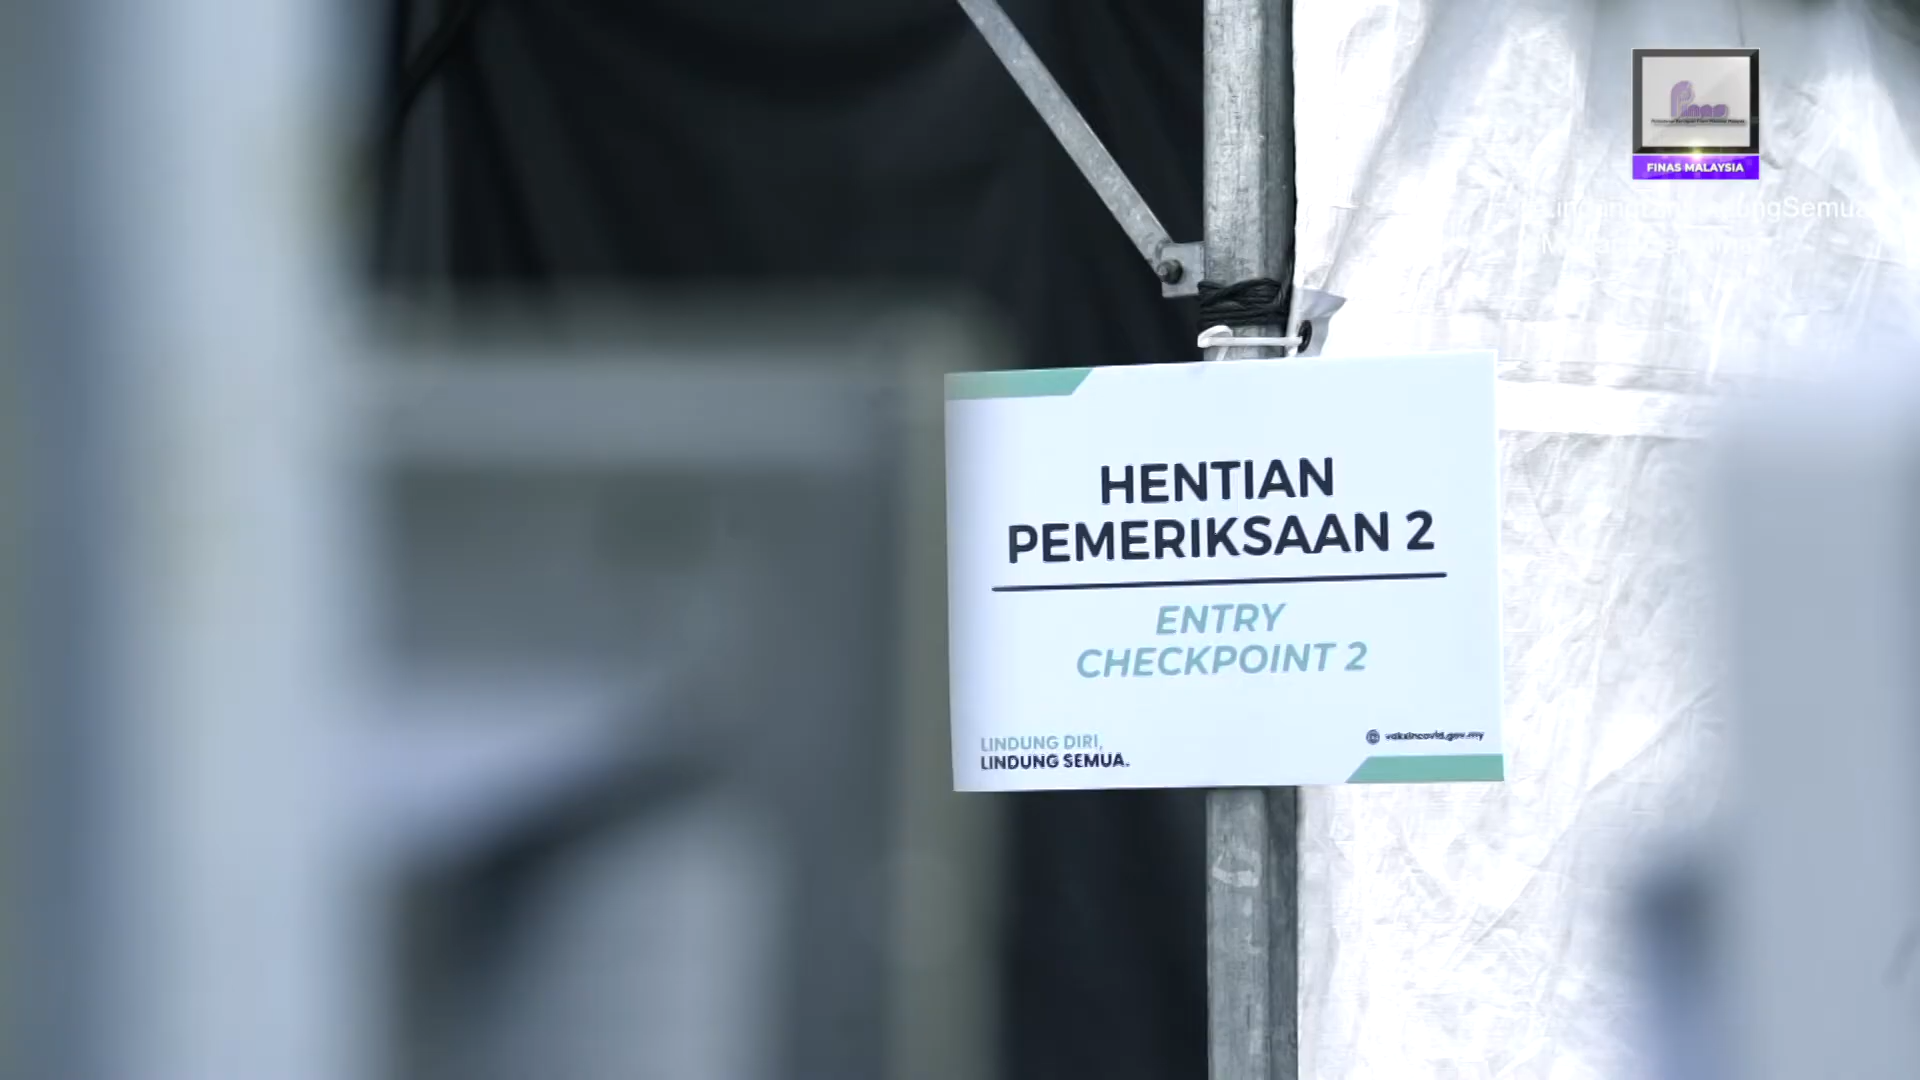 FINAS MALAYSIA
HENTIAN
PEMERIKSAAN 2
ENTRY
CHECKPOINT 2
LINDUNG DIRI,
LINDUNG SEMUA.
vaksincovid.gov.my